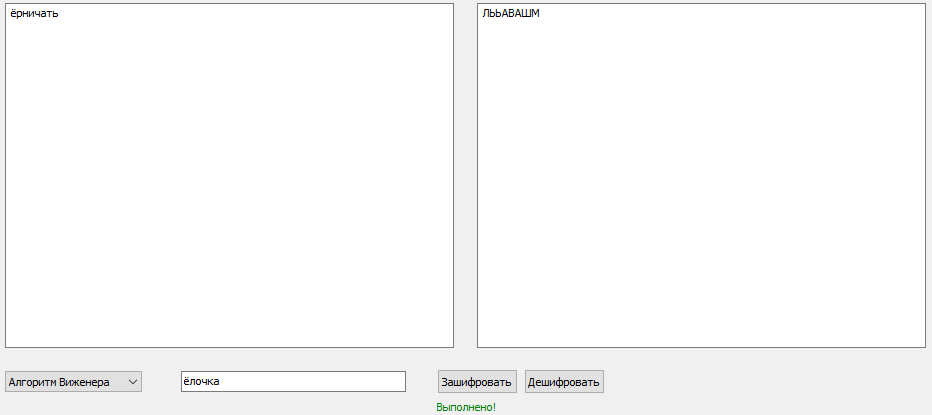 ёрничать
ЛЬЬАВАШМ
Алгоритм Виженера
ёлочка
Зашифровать
Дешифровать
Выполнено!